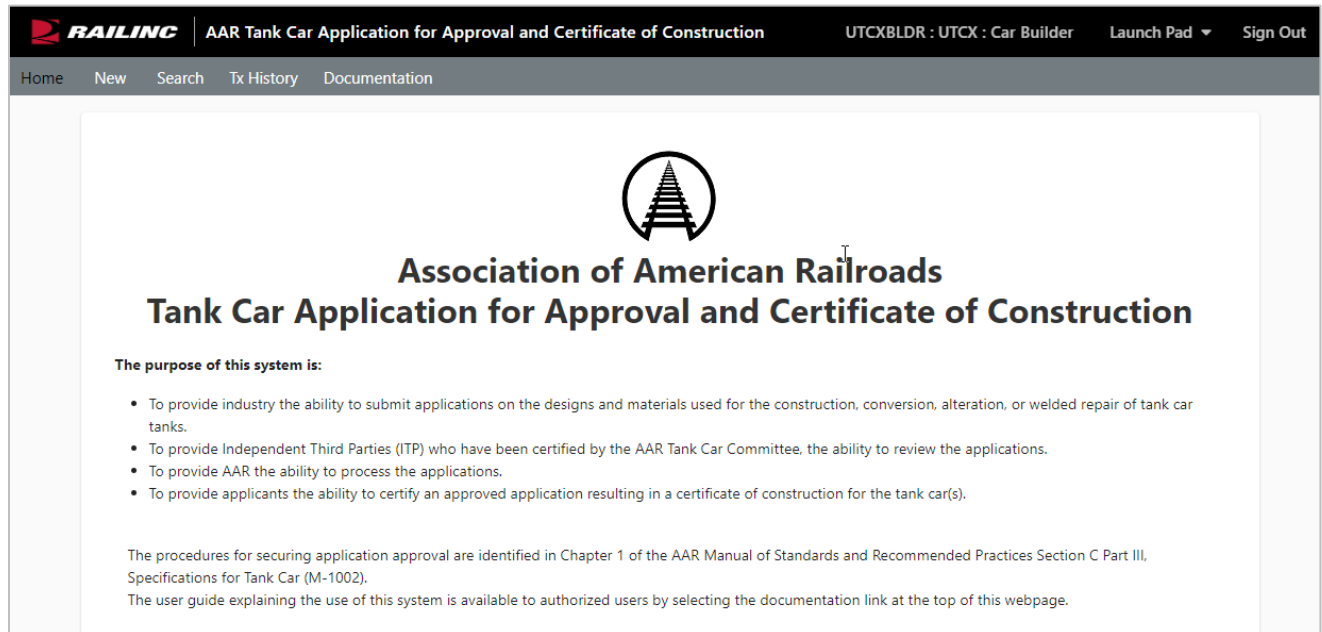 RAILINC AAR Tank Car Application for Approval and Certificate of Construction UTCXBLDR : UTCX : Car Builder Launch Pad Sign Out
Home New Search Tx History Documentation
Association of American Railroads
Tank Car Application for Approval and Certificate of Construction
The purpose of this system is:
• To provide industry the ability to submit applications on the designs and materials used for the construction, conversion, alteration, or welded repair of tank car
tanks.
• To provide Independent Third Parties (ITP) who have been certified by the AAR Tank Car Committee, the ability to review the applications.
• To provide AAR the ability to process the applications.
• To provide applicants the ability to certify an approved application resulting in a certificate of construction for the tank car(s).
The procedures for securing application approval are identified in Chapter 1 of the AAR Manual of Standards and Recommended Practices Section C Part III,
Specifications for Tank Car (M-1002).
The user guide explaining the use of this system is available to authorized users by selecting the documentation link at the top of this webpage.